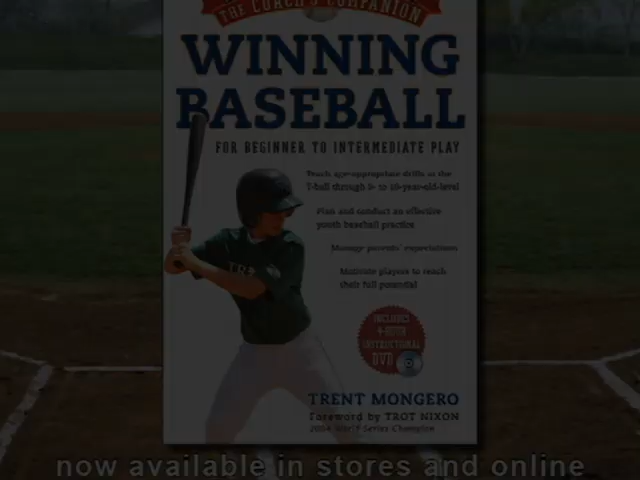 THE COACH'S COMPANION
WINNING
BASEBALL
FOR BEGINNER TO INTERMEDIATE PLAY
Teach age-appropriate drills at the
T-ball through 9- to 10-year-old-level
Plan and conduct an effective
youth baseball practice
Manage parents' expectations
Motivate players to reach
their full potential
INCLUDES
INSTRUCTIONAL
DVD
TRENT MONGERO
Foreword by TROT NIXON
2004 World Series Champion
now available in stores and online